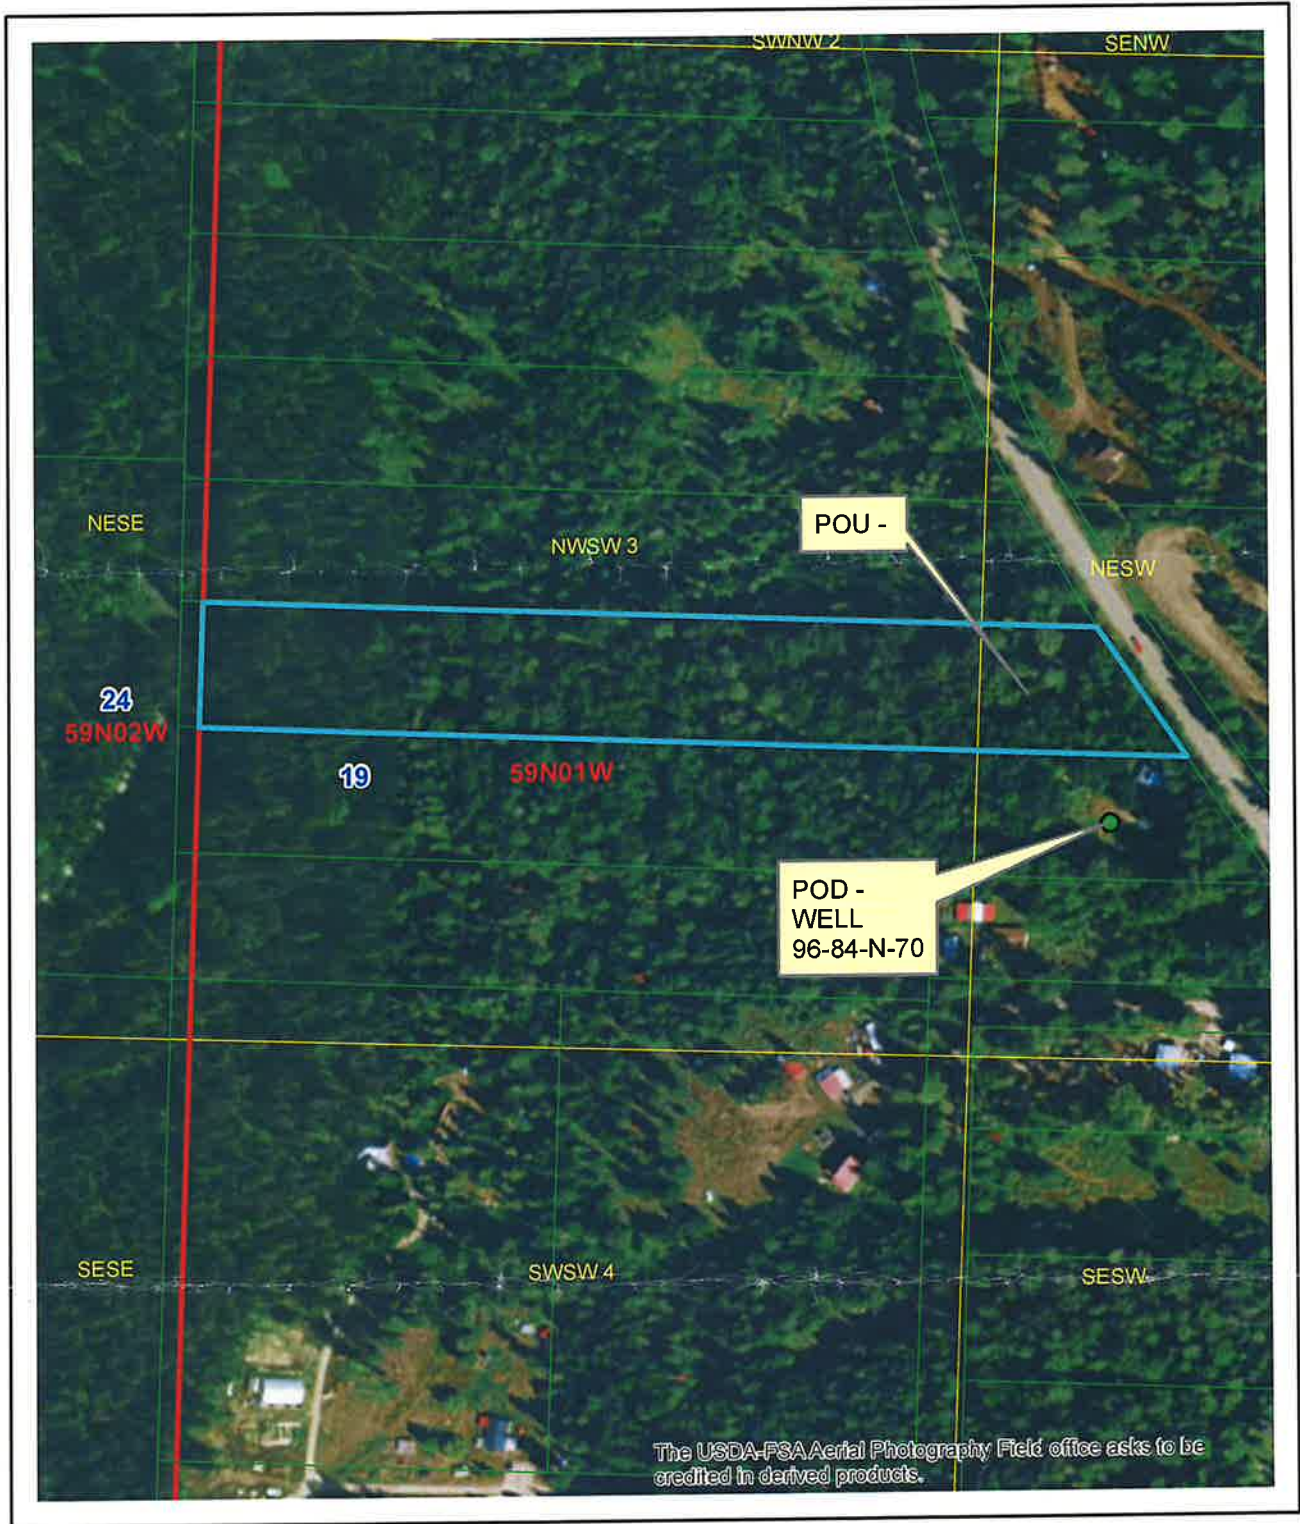 SWNW 2
SENW
POU -
NESE
NWSW 3
NESW
24
59N02W
19
59N01W
POD -
WELL
96-84-N-70
SESE
SWSW 4
SESW
The USDA-FSA Aerial Photography Field office asks to be
credited in derived products.